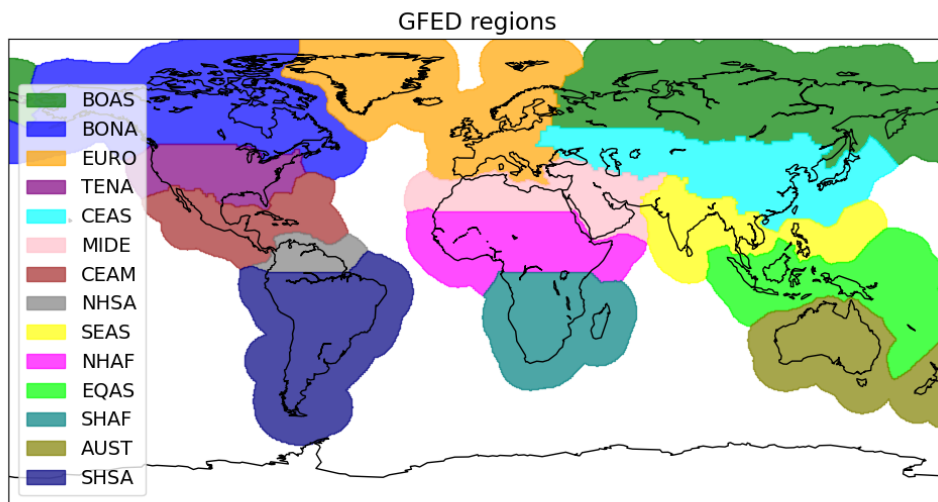 GFED regions
BOAS
BONA
EURO
TENA
CEAS
MIDE
CEAM
NHSA
SEAS
NHAF
EQAS
SHAF
AUST
SHSA